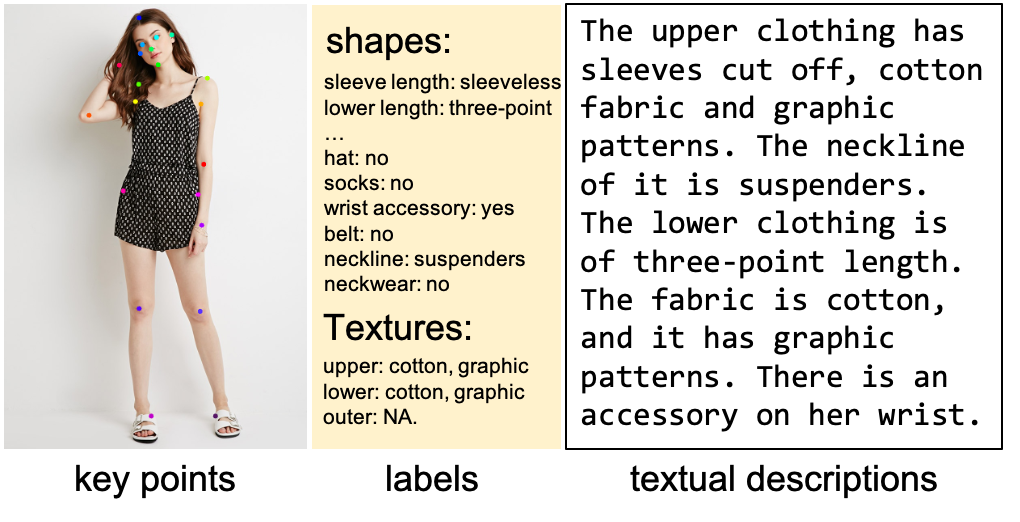 shapes:
sleeve length: sleeveless
lower length: three-point
...
hat: no
socks: no
wrist accessory: yes
belt: no
neckline: suspenders
neckwear: no
Textures:
upper: cotton, graphic
lower: cotton, graphic
outer: NA.
The upper clothing has
sleeves cut off, cotton
fabric and graphic
patterns. The neckline
of it is suspenders.
The lower clothing is
of three-point length.
The fabric is cotton,
and it has graphic
patterns. There is an
accessory on her wrist.
key points
labels
textual descriptions